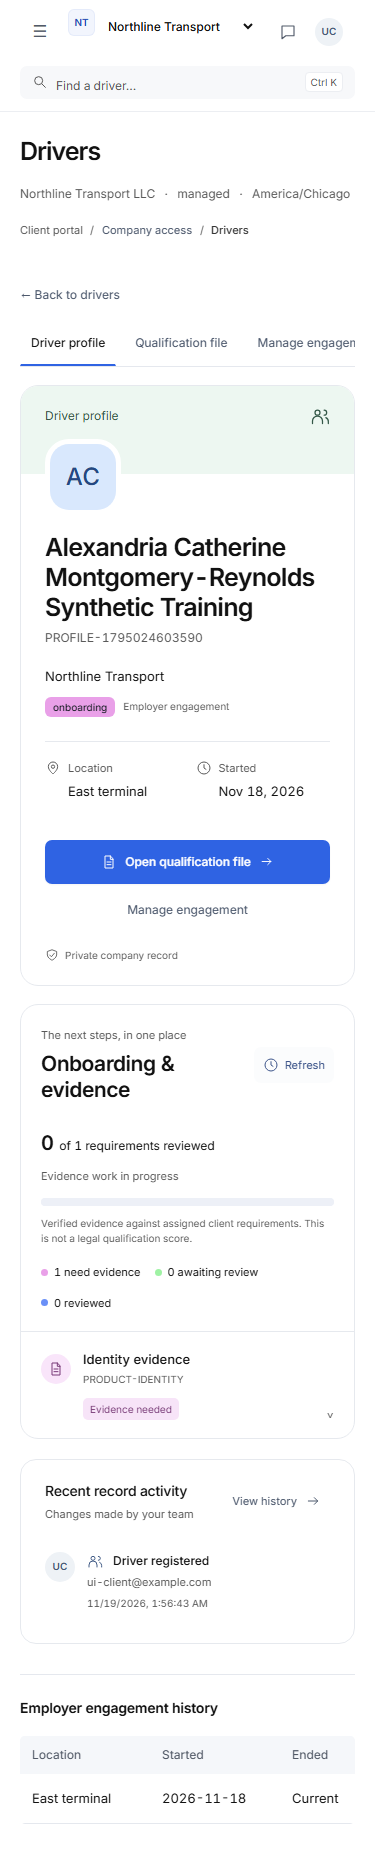 NT
Northline Transport
UC
Find a driver...
Ctrl K
Drivers
Northline Transport LLC · managed · America/Chicago
Client portal / Company access / Drivers
← Back to drivers
Driver profile
Qualification file
Manage engagem
Driver profile
AC
Alexandria Catherine
Montgomery-Reynolds
Synthetic Training
PROFILE-1795024603590
Northline Transport
onboarding
Employer engagement
Location
East terminal
Started
Nov 18, 2026
Open qualification file →
Manage engagement
Private company record
The next steps, in one place
Onboarding &
evidence
Refresh
0 of 1 requirements reviewed
Evidence work in progress
Verified evidence against assigned client requirements. This
is not a legal qualification score.
1 need evidence
0 awaiting review
0 reviewed
Identity evidence
PRODUCT-IDENTITY
Evidence needed
v
Recent record activity
Changes made by your team
View history →
UC
Driver registered
ui-client@example.com
11/19/2026, 1:56:43 AM
Employer engagement history
Location Started Ended
East terminal 2026-11-18 Current